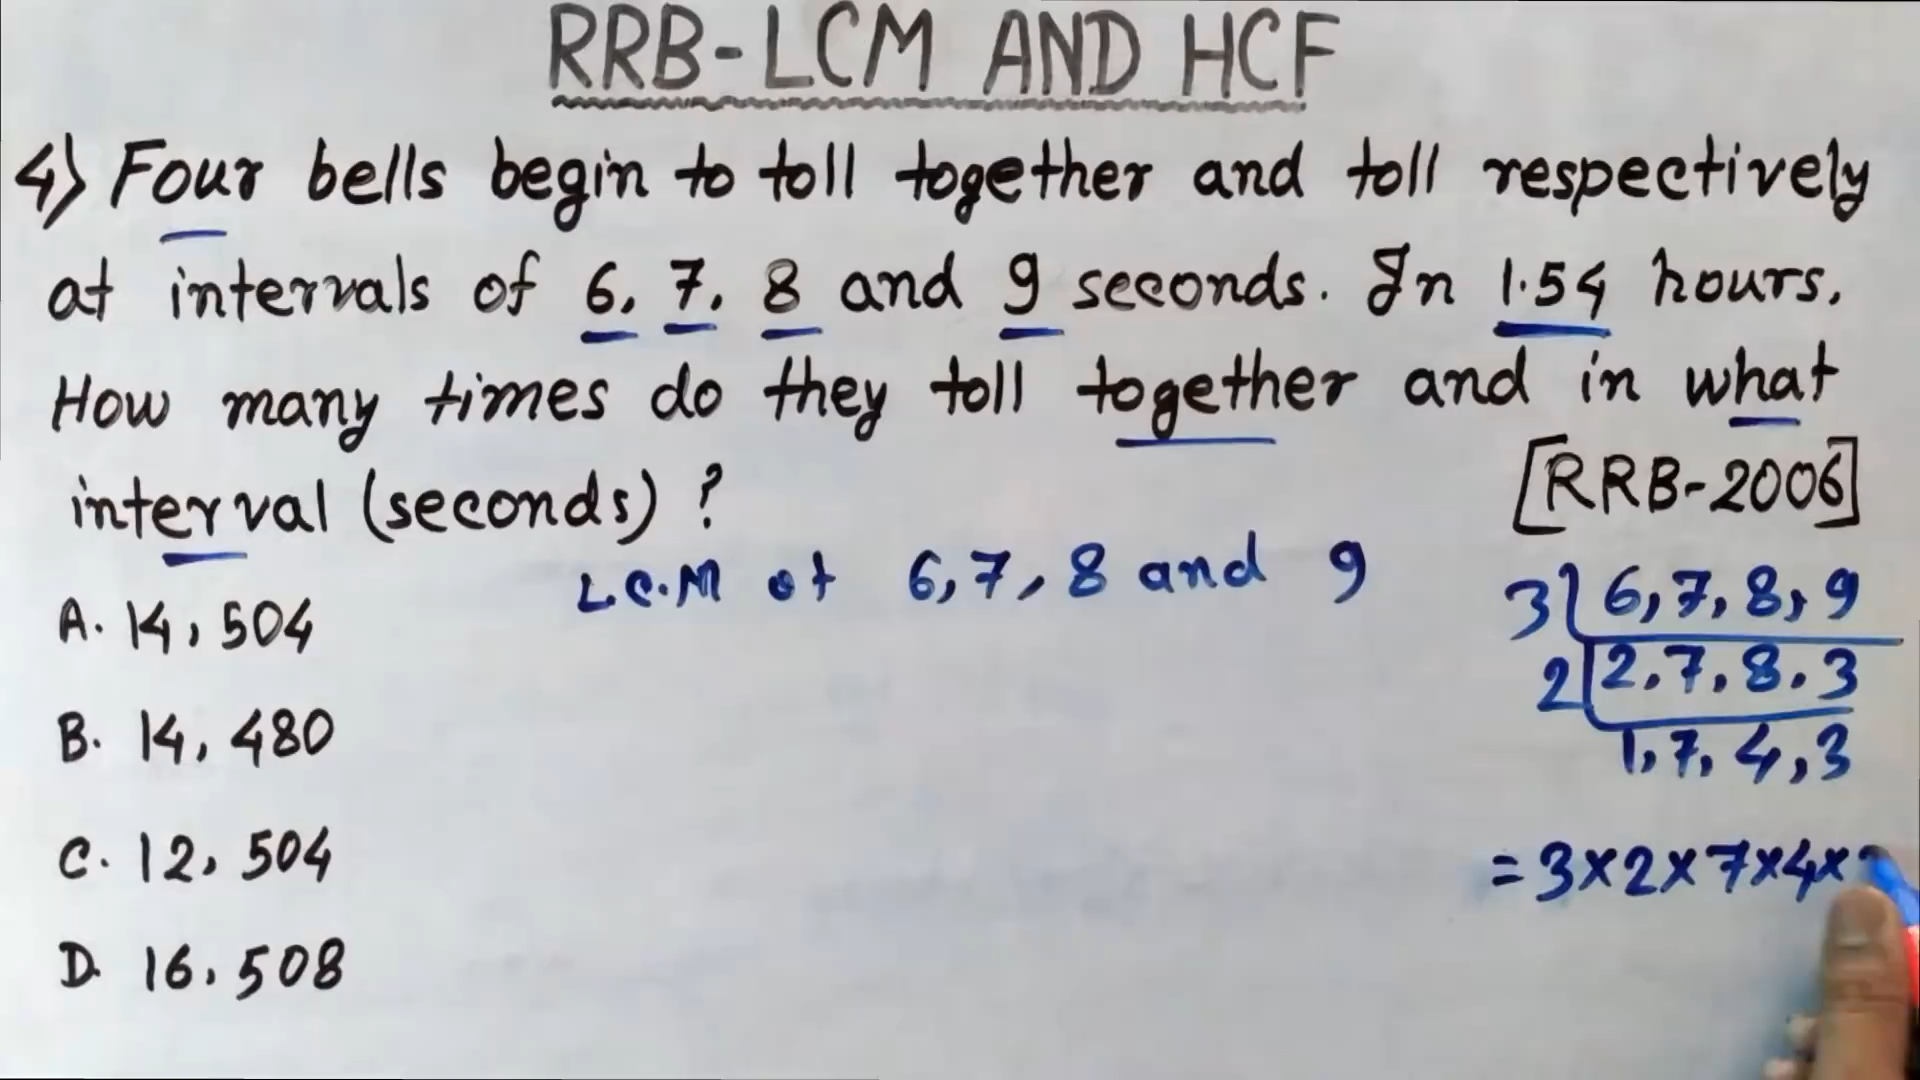 RRB-LCM AND HCF
4) Four bells begin to toll together and toll respectively
at intervals of 6, 7, 8 and 9 seconds. In 1.54 hours,
How many times do they toll together and in what
interval (seconds) ?
[RRB-2006]
L.C.M of 6,7,8 and 9
A. 14, 504
B. 14, 480
C. 12, 504
D. 16, 508
3 6,7,8,9
2 2,7,8,3
1,7,4,3
=3×2×7×4×